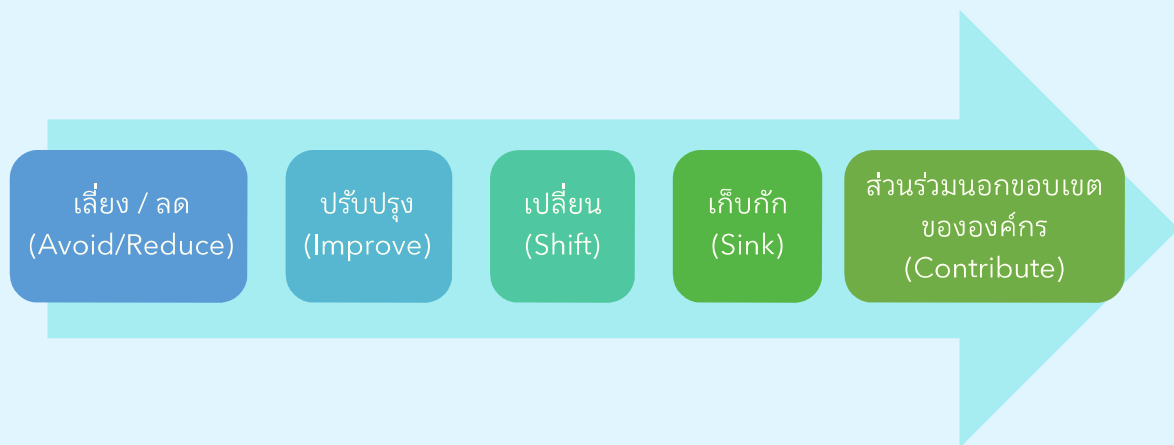 เลี่ยง / ลด
(Avoid/Reduce)
ปรับปรุง
(Improve)
เปลี่ยน
(Shift)
เก็บกัก
(Sink)
ส่วนร่วมนอกขอบเขต
ขององค์กร
(Contribute)